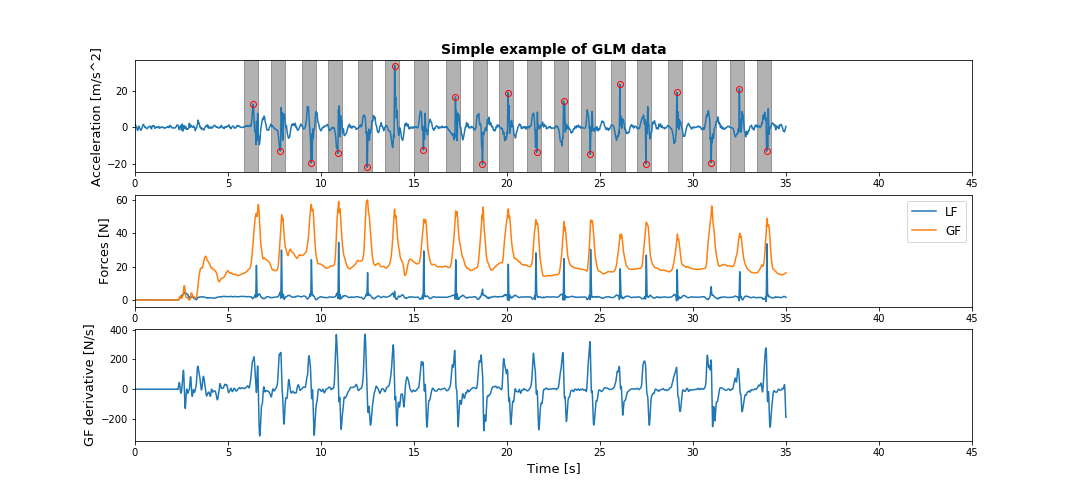 Simple example of GLM data
Acceleration [m/s^2]
20
0
−20
0 5 10 15 20 25 30 35 40 45
Forces [N]
60
40
20
0
LF
GF
0 5 10 15 20 25 30 35 40 45
GF derivative [N/s]
400
200
0
−200
0 5 10 15 20 25 30 35 40 45
Time [s]